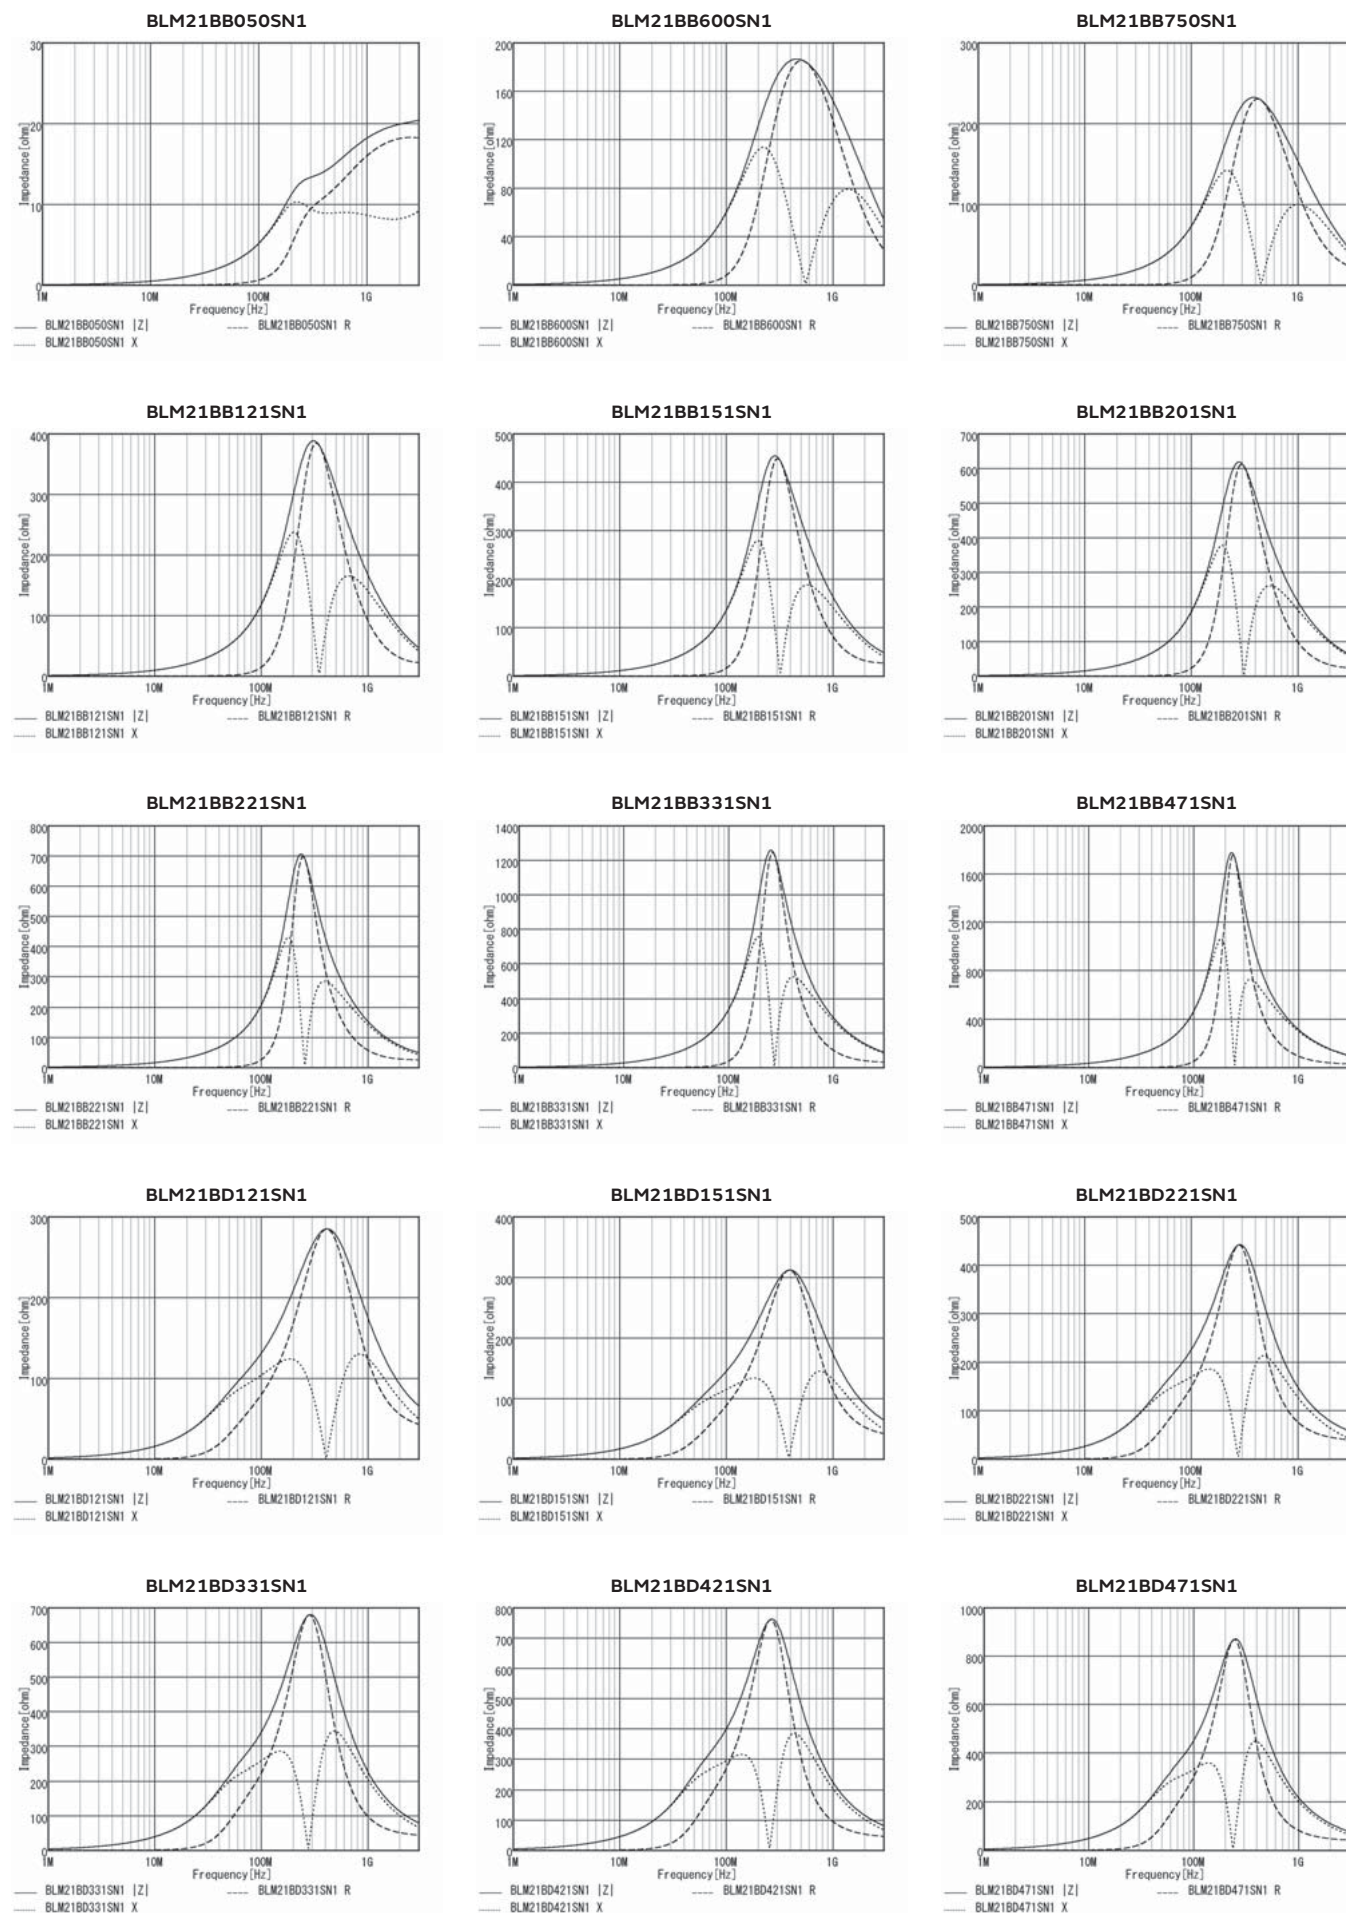 BLM21BB050SN1
30
20
10
0
Impedance[ohm]
1M 10M 100M 1G
Frequency[Hz]
BLM21BB050SN1 |Z| BLM21BB050SN1 R
BLM21BB050SN1 X
BLM21BB600SN1
200
160
120
80
40
0
Impedance[ohm]
1M 10M 100M 1G
Frequency[Hz]
BLM21BB600SN1 |Z| BLM21BB600SN1 R
BLM21BB600SN1 X
BLM21BB750SN1
300
200
100
0
Impedance[ohm]
1M 10M 100M 1G
Frequency[Hz]
BLM21BB750SN1 |Z| BLM21BB750SN1 R
BLM21BB750SN1 X
BLM21BB121SN1
400
300
200
100
0
Impedance[ohm]
1M 10M 100M 1G
Frequency[Hz]
BLM21BB121SN1 |Z| BLM21BB121SN1 R
BLM21BB121SN1 X
BLM21BB151SN1
500
400
300
200
100
0
Impedance[ohm]
1M 10M 100M 1G
Frequency[Hz]
BLM21BB151SN1 |Z| BLM21BB151SN1 R
BLM21BB151SN1 X
BLM21BB201SN1
700
600
500
400
300
200
100
0
Impedance[ohm]
1M 10M 100M 1G
Frequency[Hz]
BLM21BB201SN1 |Z| BLM21BB201SN1 R
BLM21BB201SN1 X
BLM21BB221SN1
800
700
600
500
400
300
200
100
0
Impedance[ohm]
1M 10M 100M 1G
Frequency[Hz]
BLM21BB221SN1 |Z| BLM21BB221SN1 R
BLM21BB221SN1 X
BLM21BB331SN1
1400
1200
1000
800
600
400
200
0
Impedance[ohm]
1M 10M 100M 1G
Frequency[Hz]
BLM21BB331SN1 |Z| BLM21BB331SN1 R
BLM21BB331SN1 X
BLM21BB471SN1
2000
1600
1200
800
400
0
Impedance[ohm]
1M 10M 100M 1G
Frequency[Hz]
BLM21BB471SN1 |Z| BLM21BB471SN1 R
BLM21BB471SN1 X
BLM21BD121SN1
300
200
100
0
Impedance[ohm]
1M 10M 100M 1G
Frequency[Hz]
BLM21BD121SN1 |Z| BLM21BD121SN1 R
BLM21BD121SN1 X
BLM21BD151SN1
400
300
200
100
0
Impedance[ohm]
1M 10M 100M 1G
Frequency[Hz]
BLM21BD151SN1 |Z| BLM21BD151SN1 R
BLM21BD151SN1 X
BLM21BD221SN1
500
400
300
200
100
0
Impedance[ohm]
1M 10M 100M 1G
Frequency[Hz]
BLM21BD221SN1 |Z| BLM21BD221SN1 R
BLM21BD221SN1 X
BLM21BD331SN1
700
600
500
400
300
200
100
0
Impedance[ohm]
1M 10M 100M 1G
Frequency[Hz]
BLM21BD331SN1 |Z| BLM21BD331SN1 R
BLM21BD331SN1 X
BLM21BD421SN1
800
700
600
500
400
300
200
100
0
Impedance[ohm]
1M 10M 100M 1G
Frequency[Hz]
BLM21BD421SN1 |Z| BLM21BD421SN1 R
BLM21BD421SN1 X
BLM21BD471SN1
1000
800
600
400
200
0
Impedance[ohm]
1M 10M 100M 1G
Frequency[Hz]
BLM21BD471SN1 |Z| BLM21BD471SN1 R
BLM21BD471SN1 X